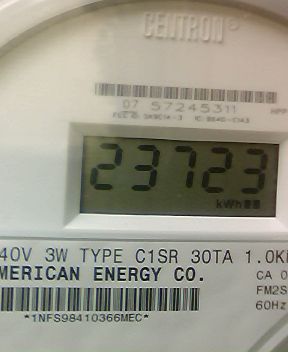 CENTRON®
07 57245311
23723
kWh
40V 3W TYPE C1SR 30TA 1.0K
MERICAN ENERGY CO.
CA 0
FM2S
60Hz
*1NFS98410366MEC*